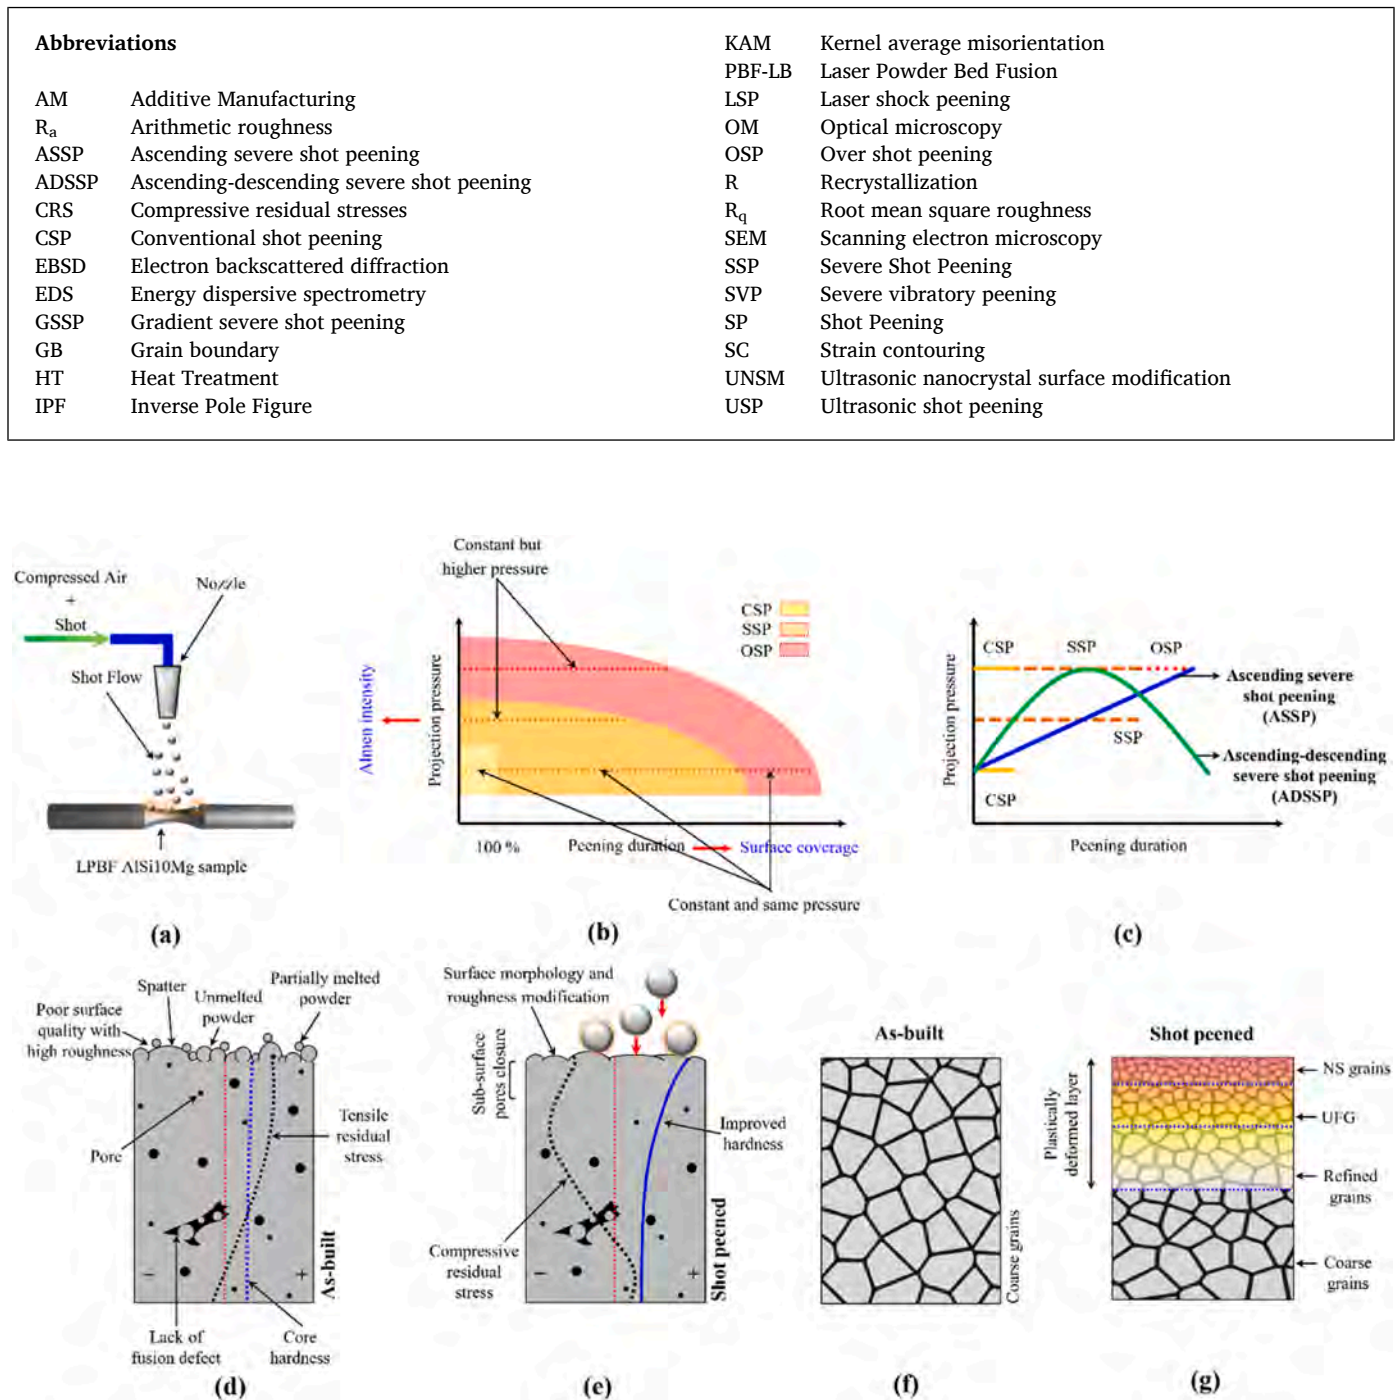 Abbreviations
AM Additive Manufacturing
Ra Arithmetic roughness
ASSP Ascending severe shot peening
ADSSP Ascending-descending severe shot peening
CRS Compressive residual stresses
CSP Conventional shot peening
EBSD Electron backscattered diffraction
EDS Energy dispersive spectrometry
GSSP Gradient severe shot peening
GB Grain boundary
HT Heat Treatment
IPF Inverse Pole Figure
KAM Kernel average misorientation
PBF-LB Laser Powder Bed Fusion
LSP Laser shock peening
OM Optical microscopy
OSP Over shot peening
R Recrystallization
Rq Root mean square roughness
SEM Scanning electron microscopy
SSP Severe Shot Peening
SVP Severe vibratory peening
SP Shot Peening
SC Strain contouring
UNSM Ultrasonic nanocrystal surface modification
USP Ultrasonic shot peening
Compressed Air
+
Shot
Nozzle
Shot Flow
LPBF AlSi10Mg sample
(a)
Constant but
higher pressure
CSP
SSP
OSP
Almen intensity
Projection pressure
100 %
Peening duration
Surface coverage
Constant and same pressure
(b)
Projection pressure
CSP
SSP
OSP
SSP
CSP
Ascending severe
shot peening
(ASSP)
Ascending-descending
severe shot peening
(ADSSP)
Peening duration
(c)
Poor surface
quality with
high roughness
Spatter
Unmelted
powder
Partially melted
powder
Pore
Tensile
residual
stress
−
+
As-built
Lack of
fusion defect
Core
hardness
(d)
Surface morphology and
roughness modification
Sub-surface
pores closure
Improved
hardness
Compressive
residual
stress
−
+
Shot peened
(e)
As-built
Coarse grains
(f)
Shot peened
Plastically
deformed layer
NS grains
UFG
Refined
grains
Coarse
grains
(g)